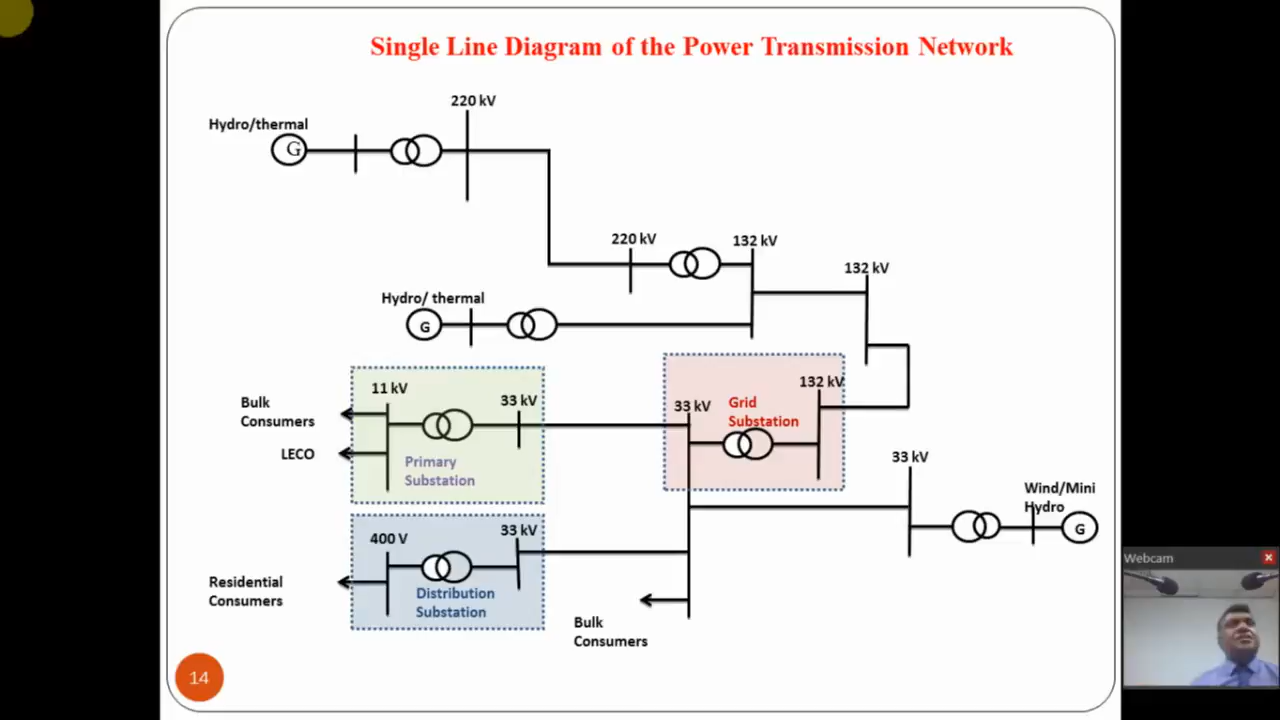 Single Line Diagram of the Power Transmission Network
220 kV
Hydro/thermal
G
220 kV
132 kV
132 kV
Hydro/ thermal
G
11 kV
33 kV
Bulk
Consumers
LECO
Primary
Substation
132 kV
33 kV
Grid
Substation
33 kV
Wind/Mini
Hydro
G
400 V
33 kV
Residential
Consumers
Distribution
Substation
Bulk
Consumers
14
Webcam